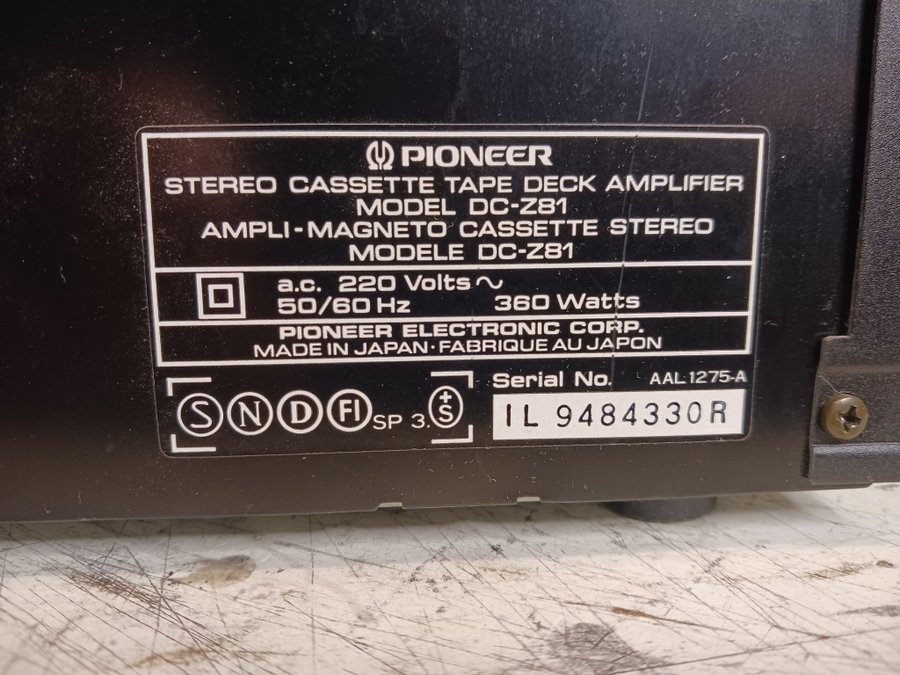 PIONEER
STEREO CASSETTE TAPE DECK AMPLIFIER
MODEL DC-Z81
AMPLI-MAGNETO CASSETTE STEREO
MODELE DC-Z81
a.c. 220 Volts ~
50/60 Hz 360 Watts
PIONEER ELECTRONIC CORP.
MADE IN JAPAN · FABRIQUE AU JAPON
S N D FI SP 3. +S
Serial No. AAL1275-A
IL 9484330R